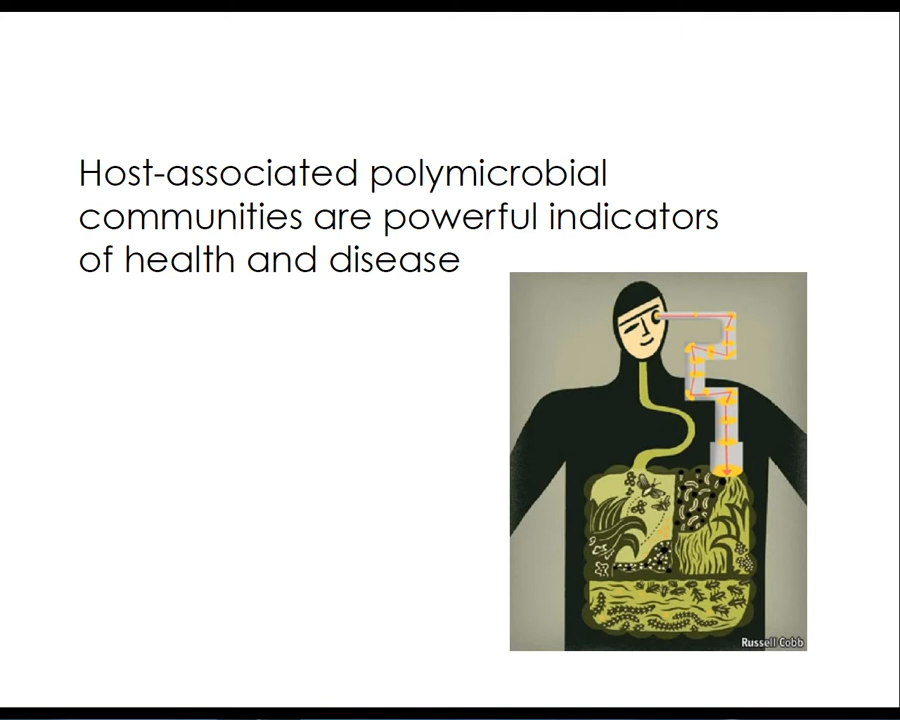 Host-associated polymicrobial
communities are powerful indicators
of health and disease
Russell Cobb